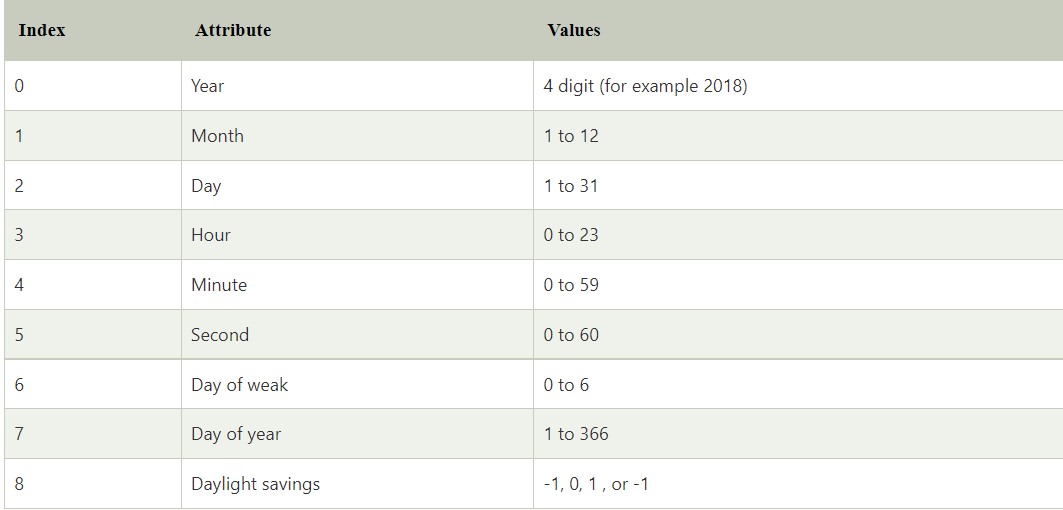 Index Attribute Values
0 Year 4 digit (for example 2018)
1 Month 1 to 12
2 Day 1 to 31
3 Hour 0 to 23
4 Minute 0 to 59
5 Second 0 to 60
6 Day of weak 0 to 6
7 Day of year 1 to 366
8 Daylight savings -1, 0, 1 , or -1